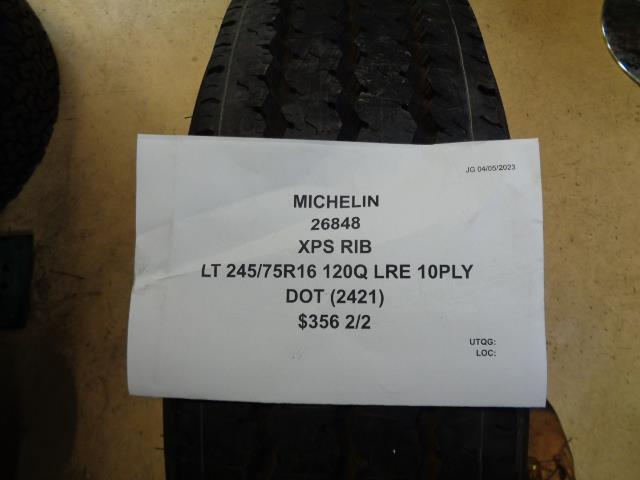 JG 04/05/2023
MICHELIN
26848
XPS RIB
LT 245/75R16 120Q LRE 10PLY
DOT (2421)
$356 2/2
UTQG:
LOC: